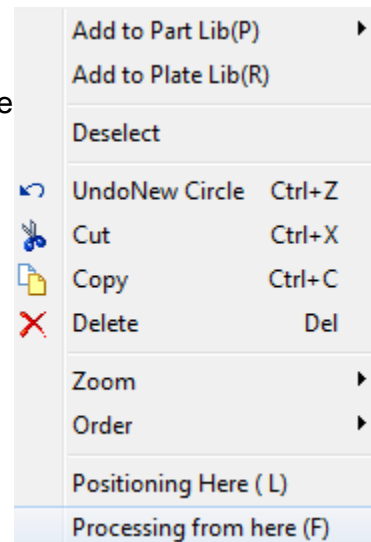 Add to Part Lib(P)
Add to Plate Lib(R)
e
Deselect
UndoNew Circle Ctrl+Z
Cut Ctrl+X
Copy Ctrl+C
Delete Del
Zoom
Order
Positioning Here ( L)
Processing from here (F)